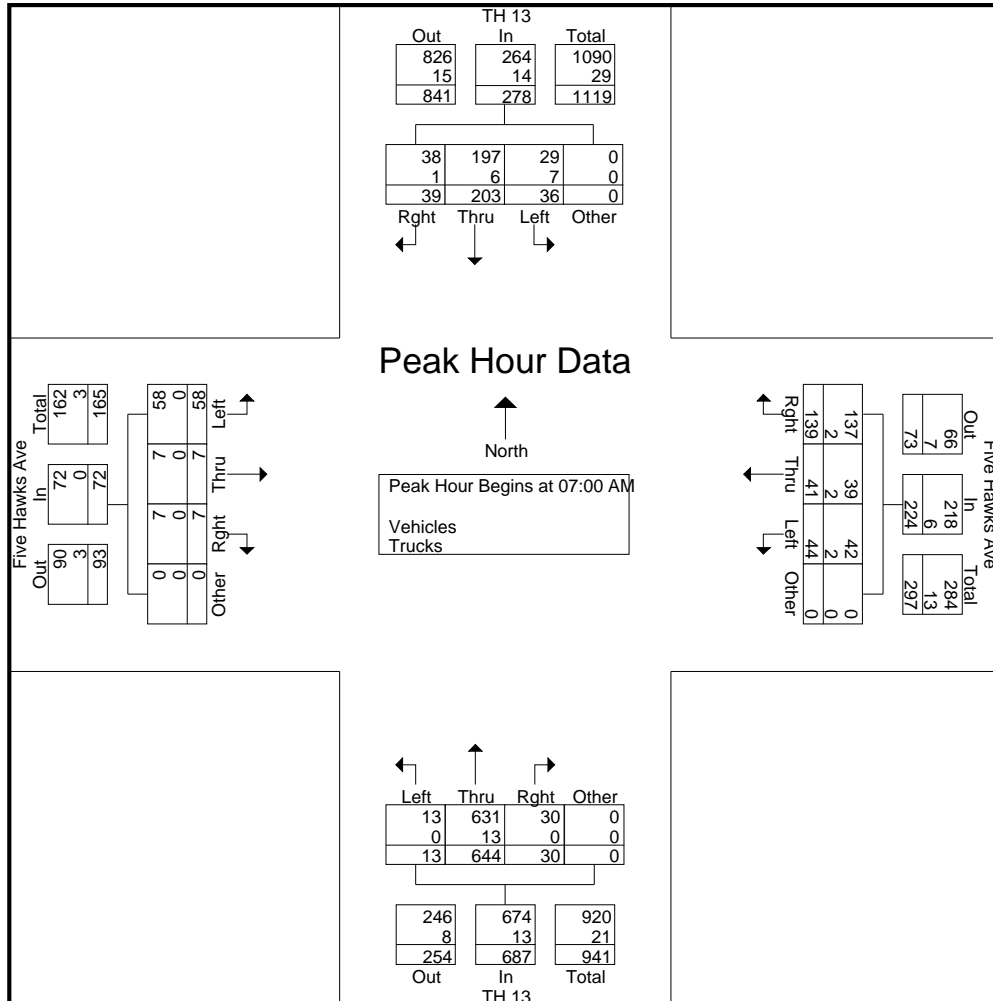 TH 13
Out In Total
826 264 1090
15 14 29
841 278 1119
38 197 29 0
1 6 7 0
39 203 36 0
Rght Thru Left Other
Peak Hour Data
North
Peak Hour Begins at 07:00 AM
Vehicles
Trucks
Five Hawks Ave
Out In Total
90 72 162
3 0 3
93 72 165
0 7 7 58
0 0 0 0
0 7 7 58
Other Rght Thru Left
Five Hawks Ave
Out In Total
66 218 284
7 6 13
73 224 297
137 39 42 0
2 2 2 0
139 41 44 0
Rght Thru Left Other
Left Thru Rght Other
13 631 30 0
0 13 0 0
13 644 30 0
246 674 920
8 13 21
254 687 941
Out In Total
TH 13